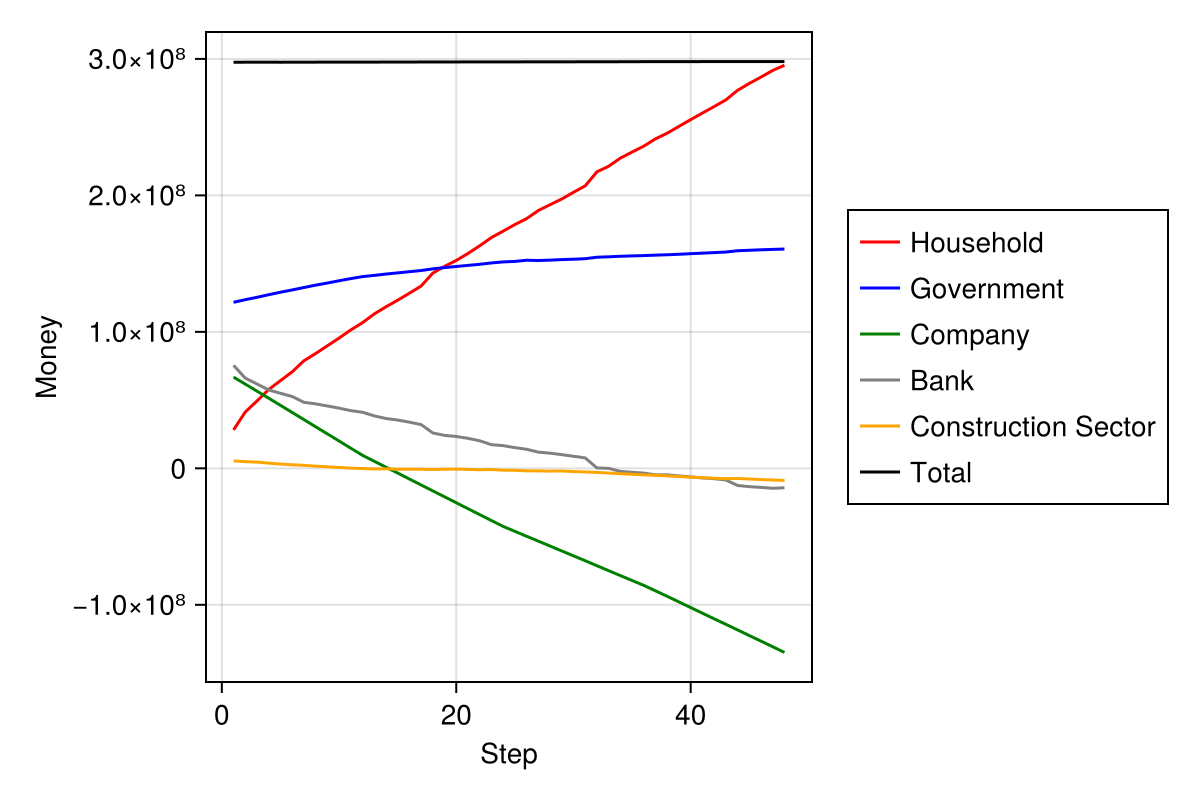 3.0×10⁸
2.0×10⁸
1.0×10⁸
0
−1.0×10⁸
Money
0
20
40
Step
Household
Government
Company
Bank
Construction Sector
Total